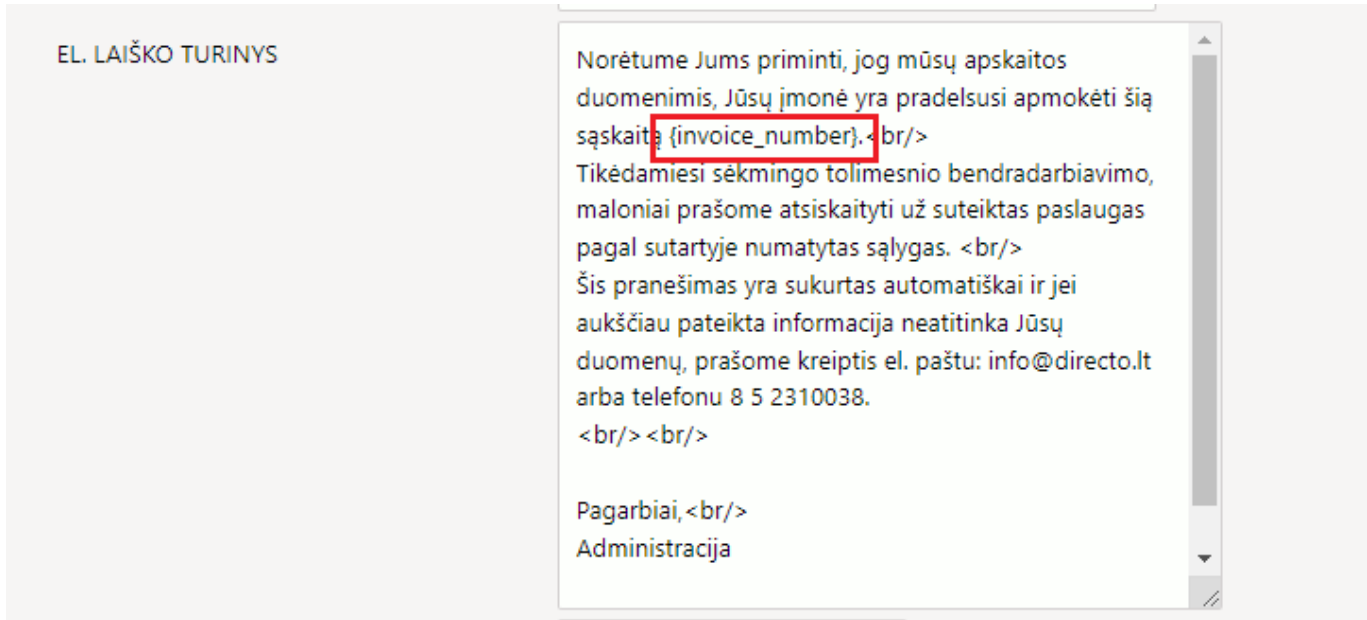 EL. LAIŠKO TURINYS
Norėtume Jums priminti, jog mūsų apskaitos
duomenimis, Jūsų įmonė yra pradelsusi apmokėti šią
sąskaitą {invoice_number}.<br/>
Tikėdamiesi sėkmingo tolimesnio bendradarbiavimo,
maloniai prašome atsiskaityti už suteiktas paslaugas
pagal sutartyje numatytas sąlygas. <br/>
Šis pranešimas yra sukurtas automatiškai ir jei
aukščiau pateikta informacija neatitinka Jūsų
duomenų, prašome kreiptis el. paštu: info@directo.lt
arba telefonu 8 5 2310038.
<br/><br/>
Pagarbiai,<br/>
Administracija